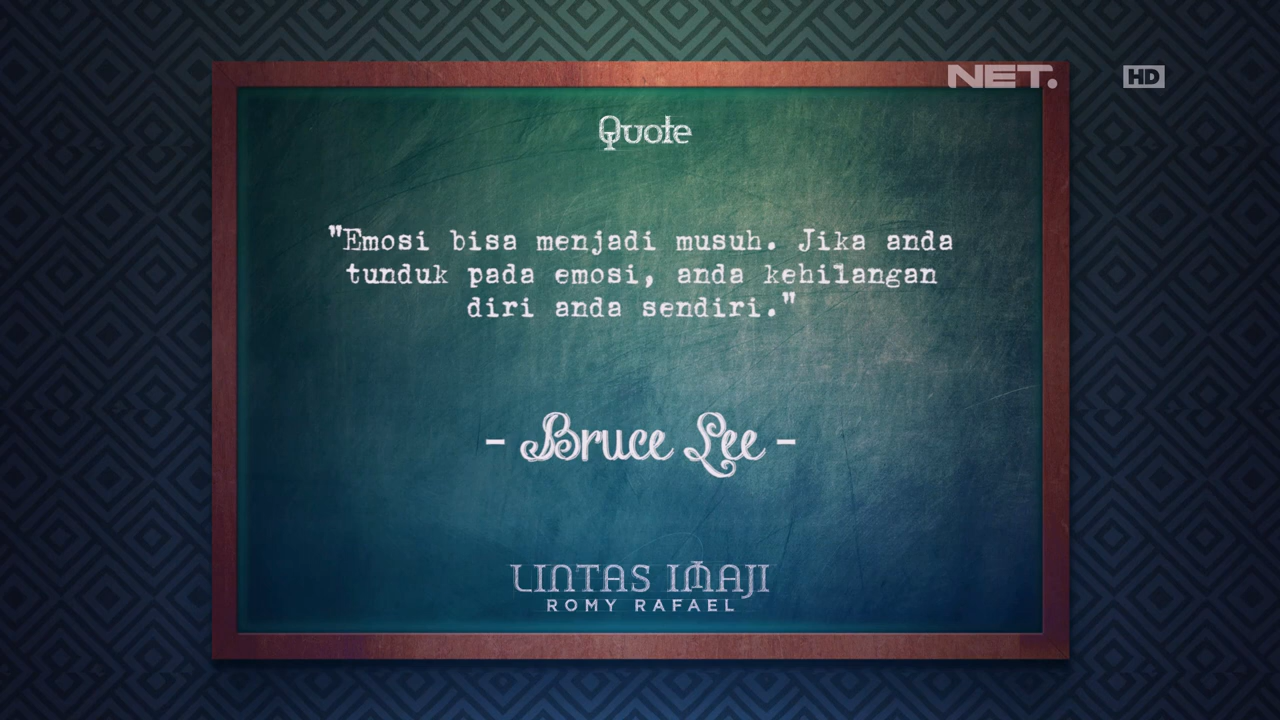 NET. HD
Quote
"Emosi bisa menjadi musuh. Jika anda
tunduk pada emosi, anda kehilangan
diri anda sendiri."
- Bruce Lee -
LINTAS IMAJI
ROMY RAFAEL